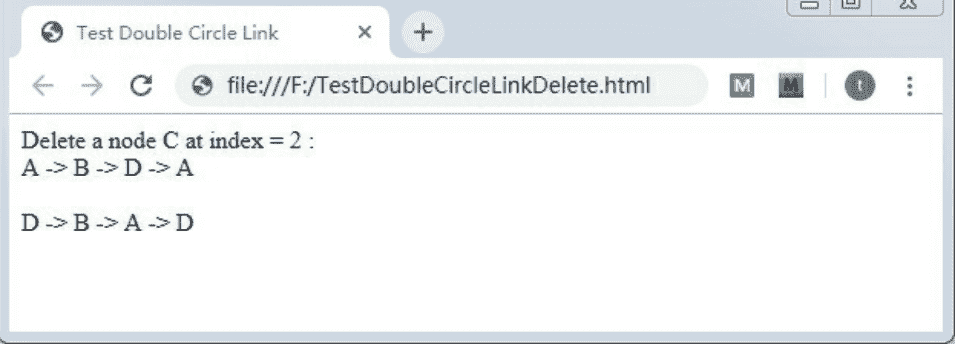 Test Double Circle Link
file:///F:/TestDoubleCircleLinkDelete.html
M
M
t
Delete a node C at index = 2 :
A -> B -> D -> A
D -> B -> A -> D